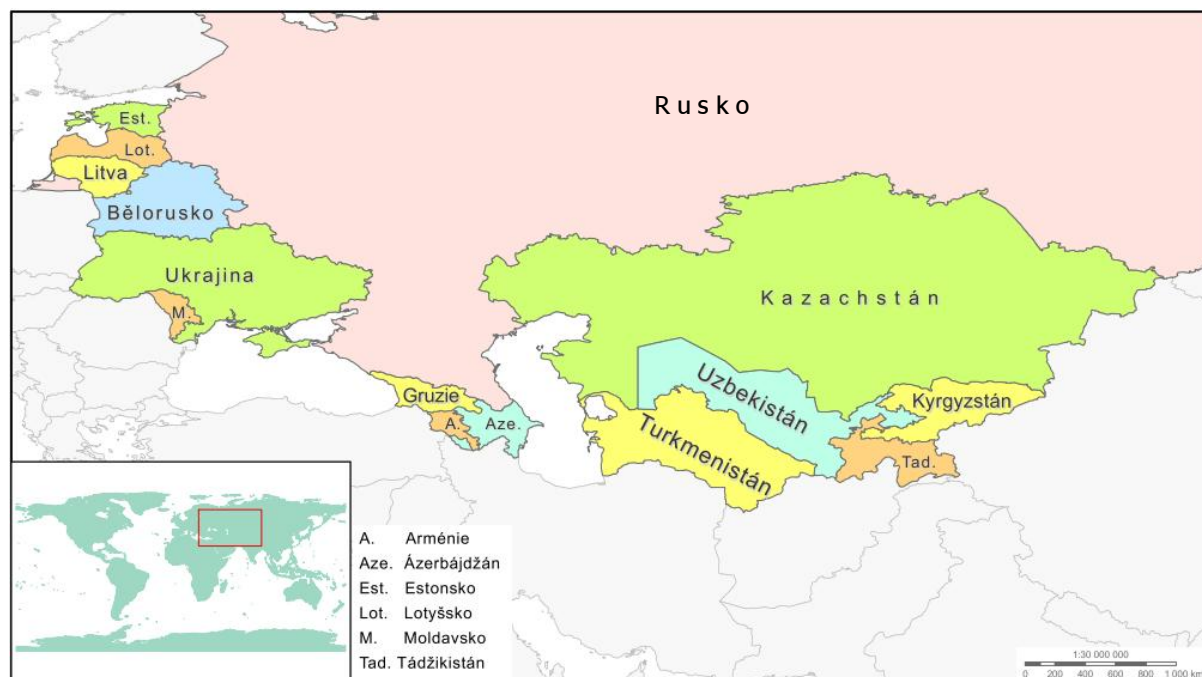 Rusko
Est.
Lot.
Litva
Bělorusko
Ukrajina
M.
Kazachstán
Gruzie
A.
Aze.
Uzbekistán
Turkmenistán
Kyrgyzstán
Tad.
A. Arménie
Aze. Ázerbájdžán
Est. Estonsko
Lot. Lotyšsko
M. Moldavsko
Tad. Tádžikistán
1:30 000 000
0 200 400 600 800 1 000 km